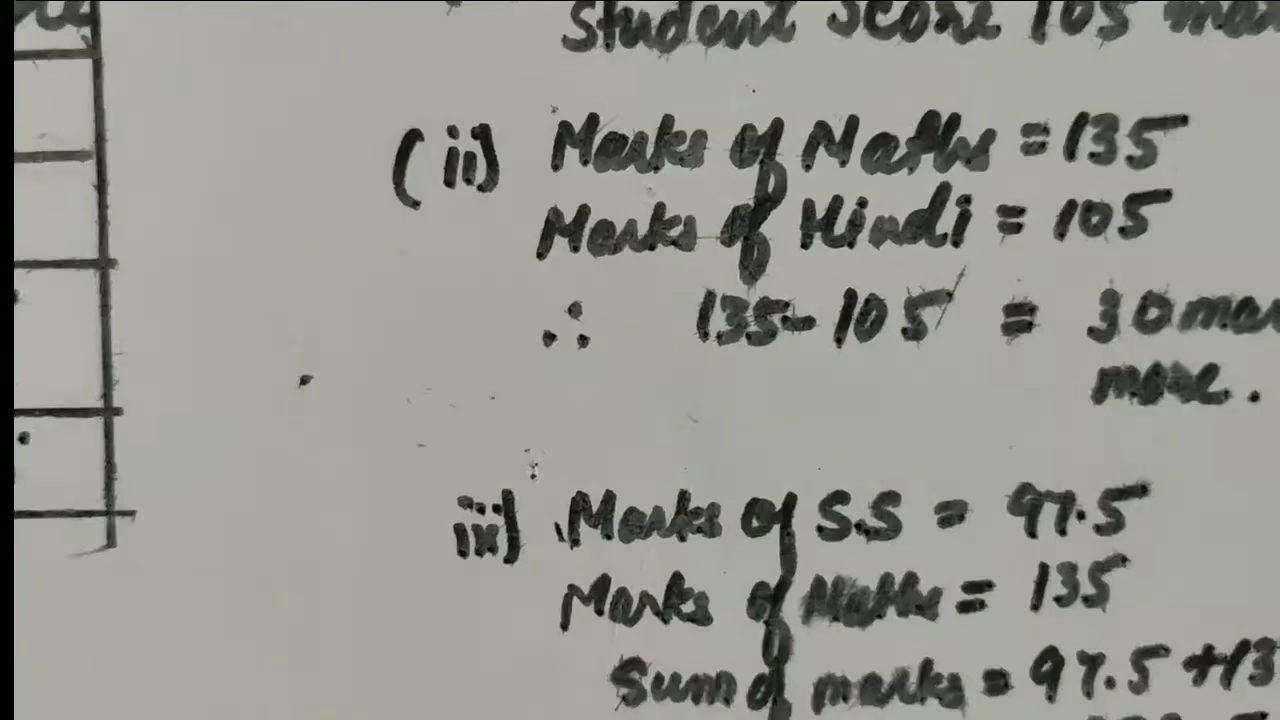 Student Score 105
(ii) Marks of Maths = 135
Marks of Hindi = 105
∴ 135 - 105 = 30 mar
more.
iii) Marks of S.S = 97.5
Marks of Maths = 135
Sum of marks = 97.5 + 13